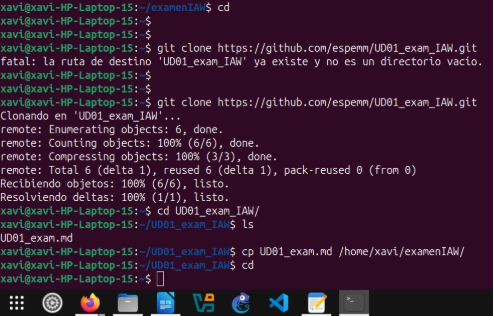 xavi@xavi-HP-Laptop-15:~/examenIAW$ cd
xavi@xavi-HP-Laptop-15:~$
xavi@xavi-HP-Laptop-15:~$
xavi@xavi-HP-Laptop-15:~$ git clone https://github.com/espemm/UD01_exam_IAW.git
fatal: la ruta de destino 'UD01_exam_IAW' ya existe y no es un directorio vacío.
xavi@xavi-HP-Laptop-15:~$
xavi@xavi-HP-Laptop-15:~$
xavi@xavi-HP-Laptop-15:~$ git clone https://github.com/espemm/UD01_exam_IAW.git
Clonando en 'UD01_exam_IAW'...
remote: Enumerating objects: 6, done.
remote: Counting objects: 100% (6/6), done.
remote: Compressing objects: 100% (3/3), done.
remote: Total 6 (delta 1), reused 6 (delta 1), pack-reused 0 (from 0)
Recibiendo objetos: 100% (6/6), listo.
Resolviendo deltas: 100% (1/1), listo.
xavi@xavi-HP-Laptop-15:~$ cd UD01_exam_IAW/
xavi@xavi-HP-Laptop-15:~/UD01_exam_IAW$ ls
UD01_exam.md
xavi@xavi-HP-Laptop-15:~/UD01_exam_IAW$ cp UD01_exam.md /home/xavi/examenIAW/
xavi@xavi-HP-Laptop-15:~/UD01_exam_IAW$ cd
xavi@xavi-HP-Laptop-15:~$